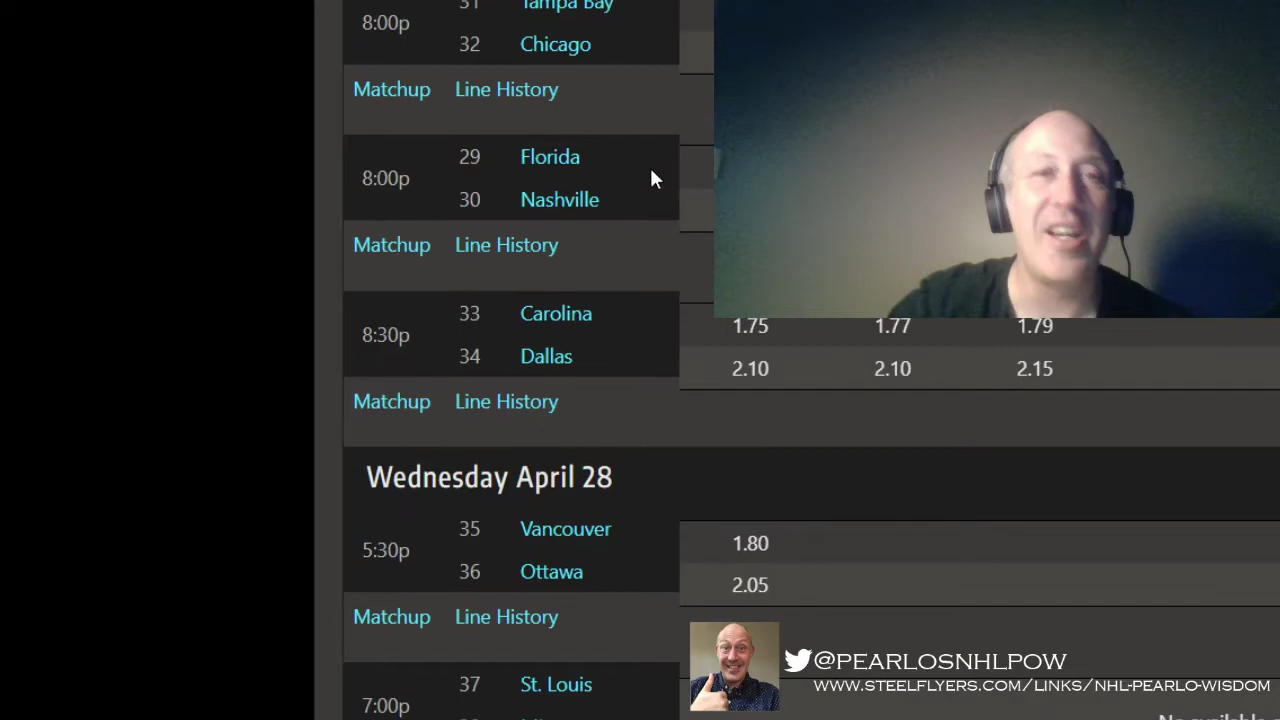 31 Tampa Bay
8:00p
32 Chicago
Matchup Line History
29 Florida
8:00p
30 Nashville
Matchup Line History
33 Carolina 1.75 1.77 1.79
8:30p
34 Dallas 2.10 2.10 2.15
Matchup Line History
Wednesday April 28
35 Vancouver 1.80
5:30p
36 Ottawa 2.05
Matchup Line History
@PEARLOSNHLPOW
WWW.STEELFLYERS.COM/LINKS/NHL-PEARLO-WISDOM
37 St. Louis
7:00p